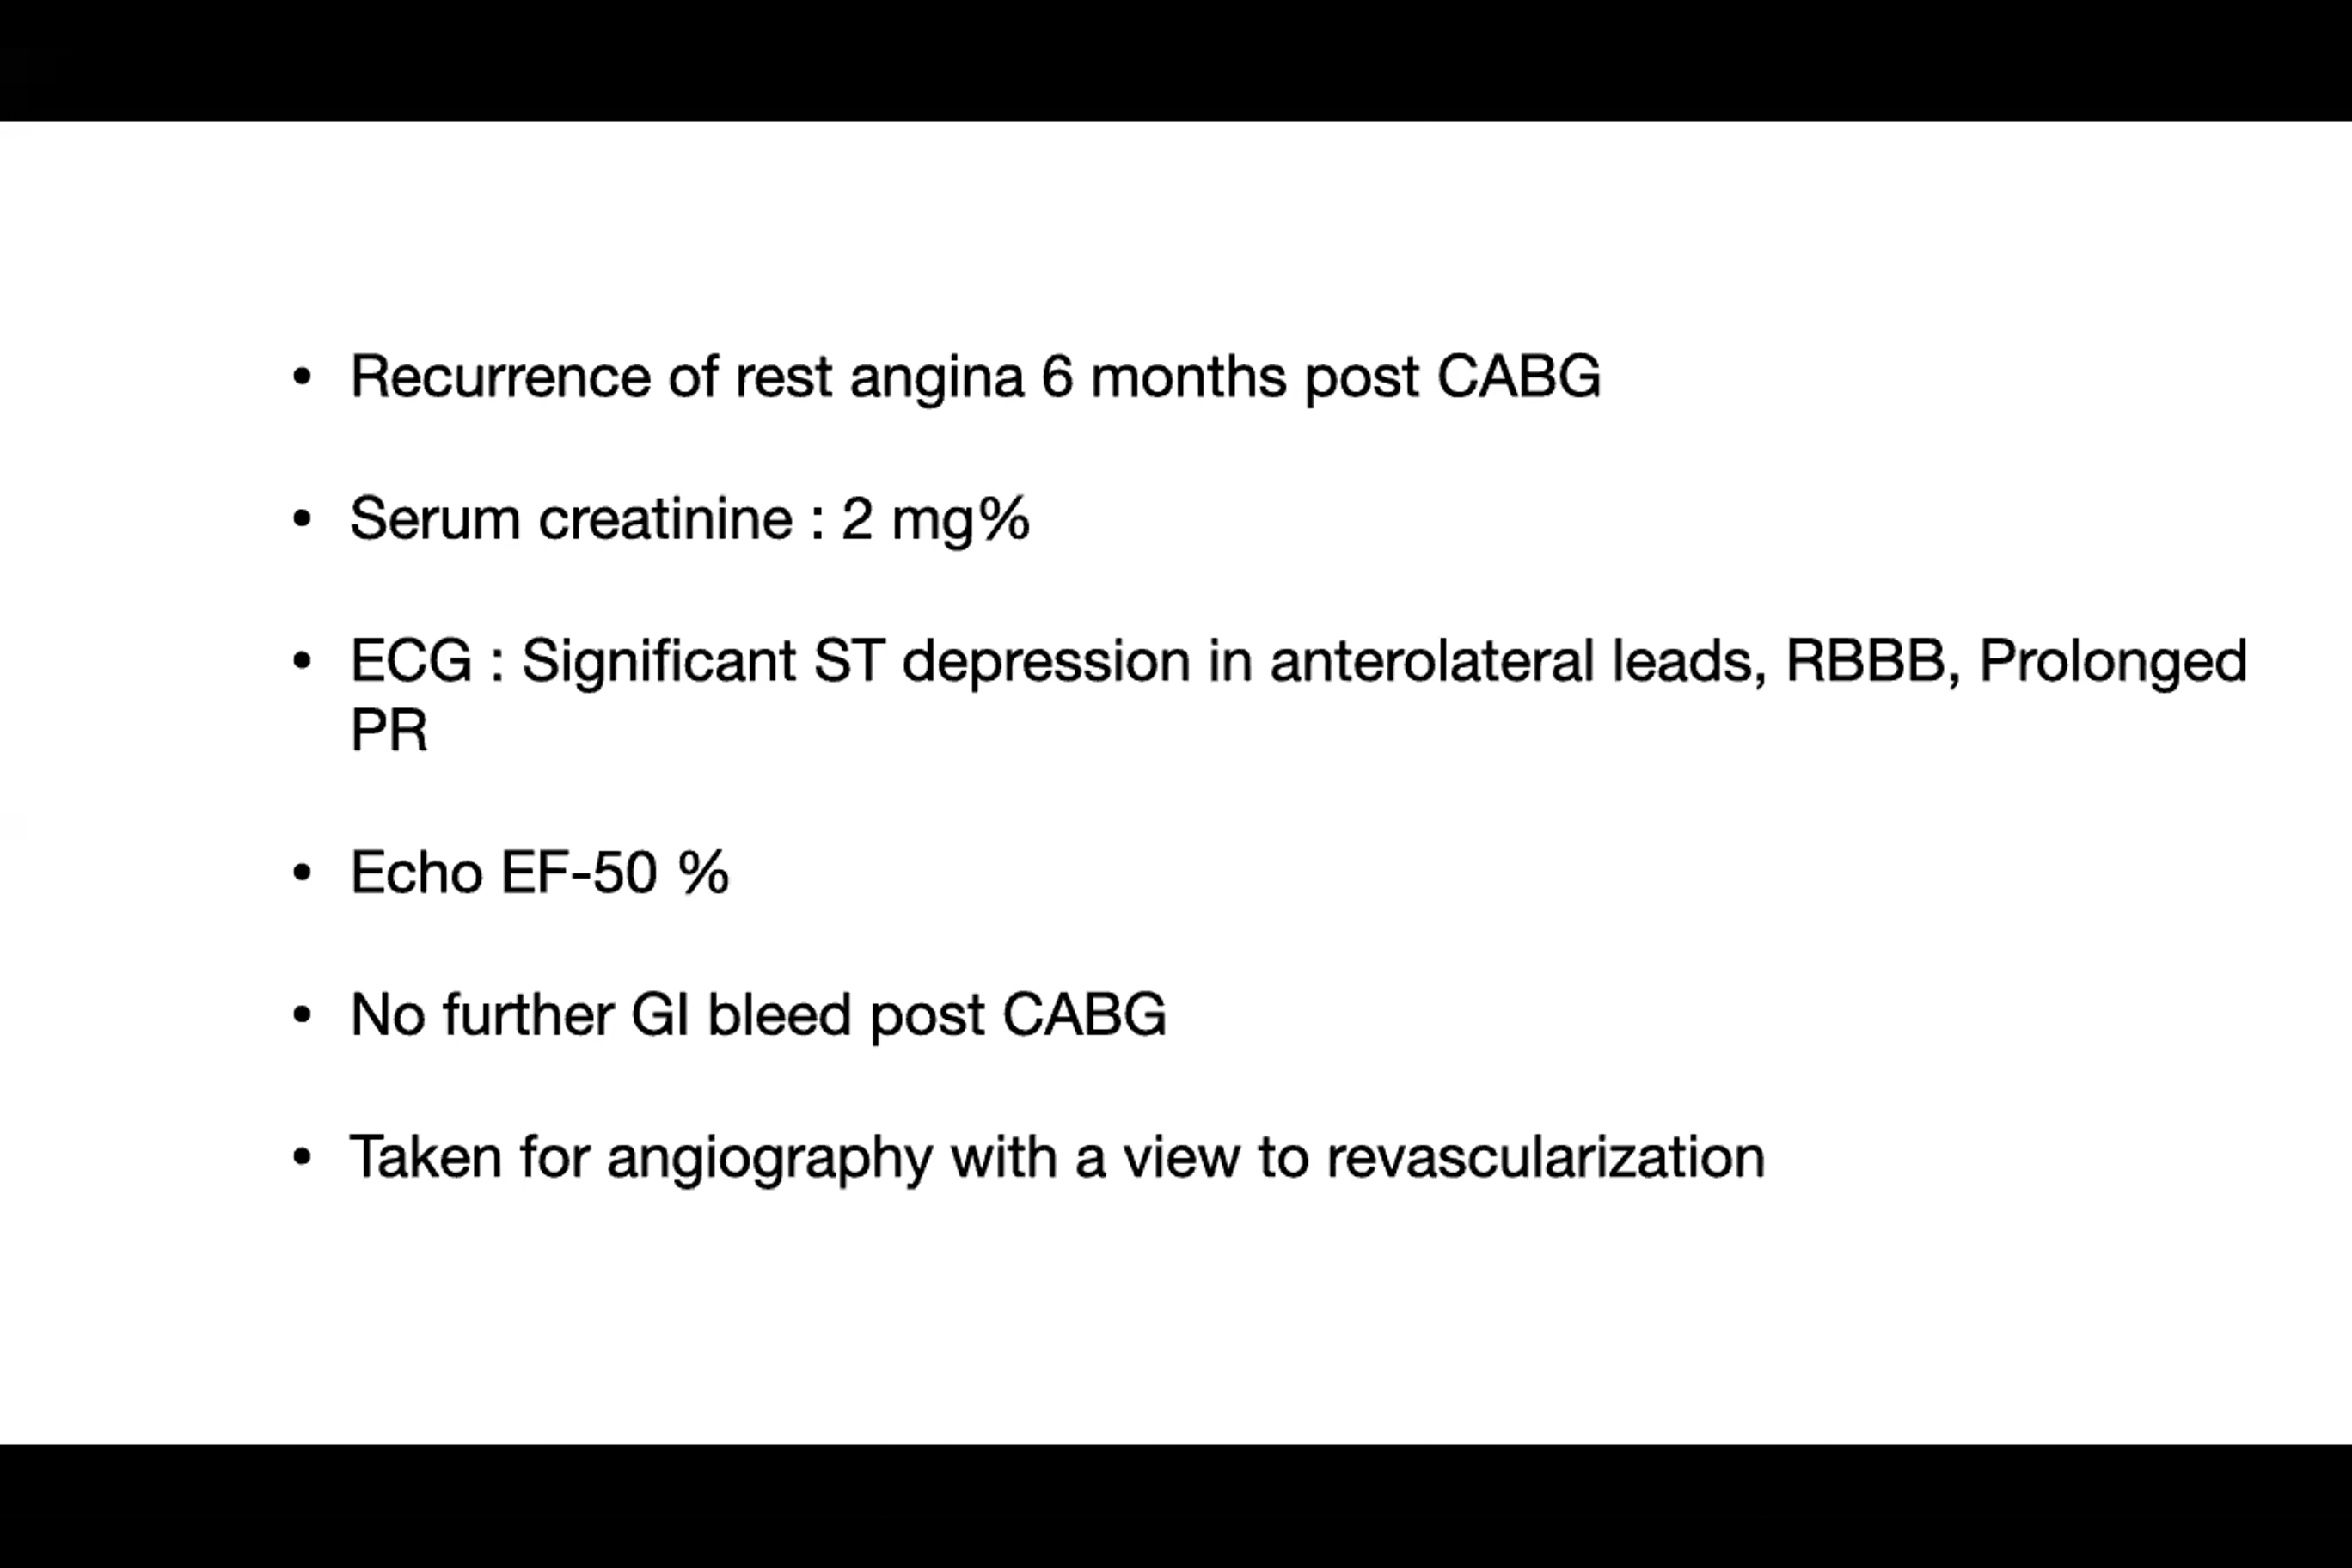 • Recurrence of rest angina 6 months post CABG
• Serum creatinine : 2 mg%
• ECG : Significant ST depression in anterolateral leads, RBBB, Prolonged
PR
• Echo EF-50 %
• No further GI bleed post CABG
• Taken for angiography with a view to revascularization